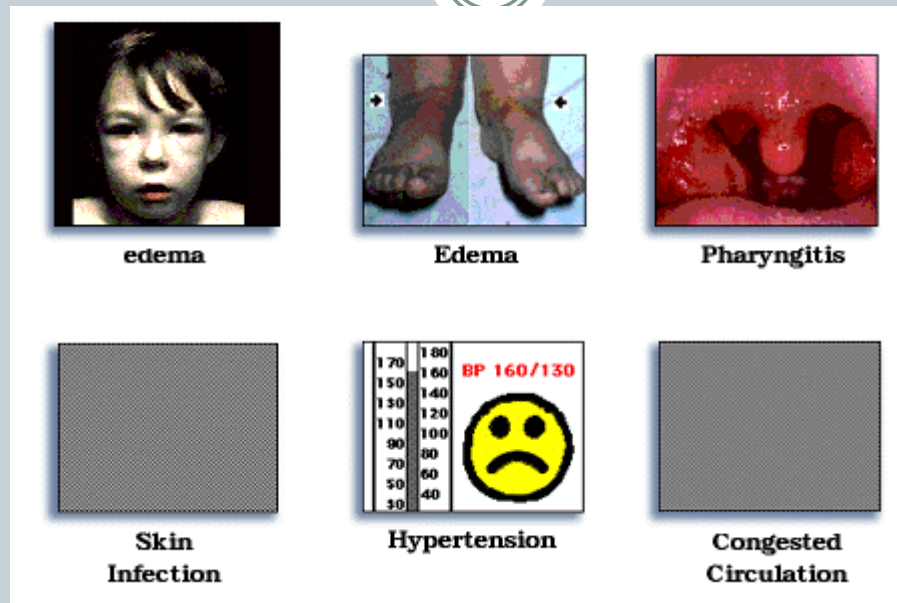 edema
Edema
Pharyngitis
170
150
130
110
90
70
50
30
180
160
140
120
100
80
60
40
BP 160/130
Skin
Infection
Hypertension
Congested
Circulation